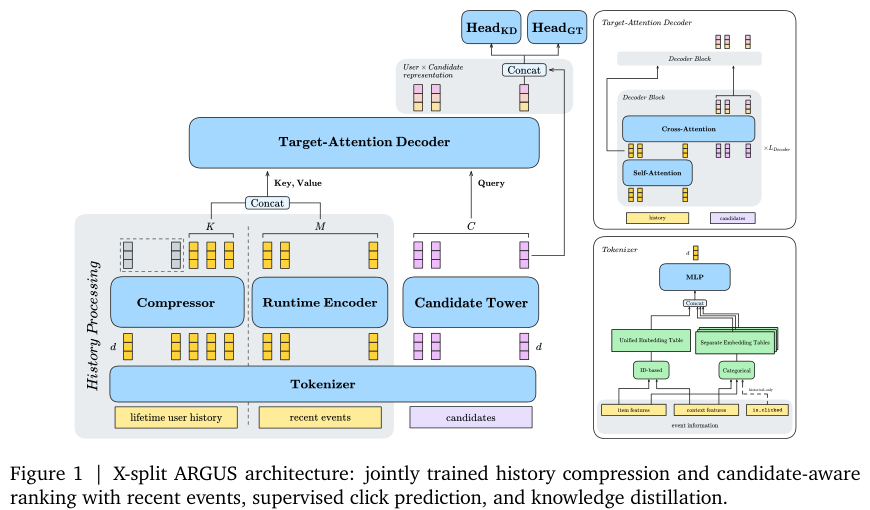 Head_KD
Head_GT
User × Candidate
representation
Concat
Target-Attention Decoder
Key, Value
Query
Concat
K
M
C
History Processing
Compressor
Runtime Encoder
Candidate Tower
d
d
Tokenizer
lifetime user history
recent events
candidates
Target-Attention Decoder
Decoder Block
Decoder Block
Cross-Attention
×L_Decoder
Self-Attention
history
candidates
Tokenizer
d
MLP
Concat
Unified Embedding Table
Separate Embedding Tables
ID-based
Categorical
historical-only
item features
context features
is_clicked
event information
Figure 1 | X-split ARGUS architecture: jointly trained history compression and candidate-aware
ranking with recent events, supervised click prediction, and knowledge distillation.